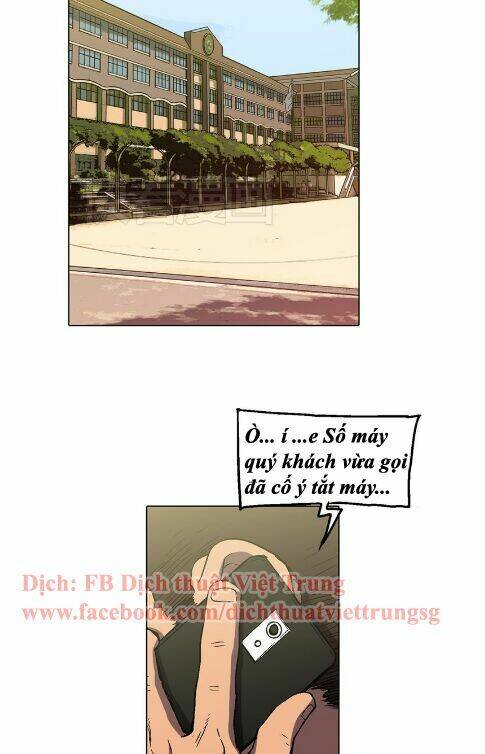 Ò... í ...e Số máy
quý khách vừa gọi
đã cố ý tắt máy...
Dịch: FB Dịch thuật Việt Trung
www.facebook.com/dichthuatviettrungsg